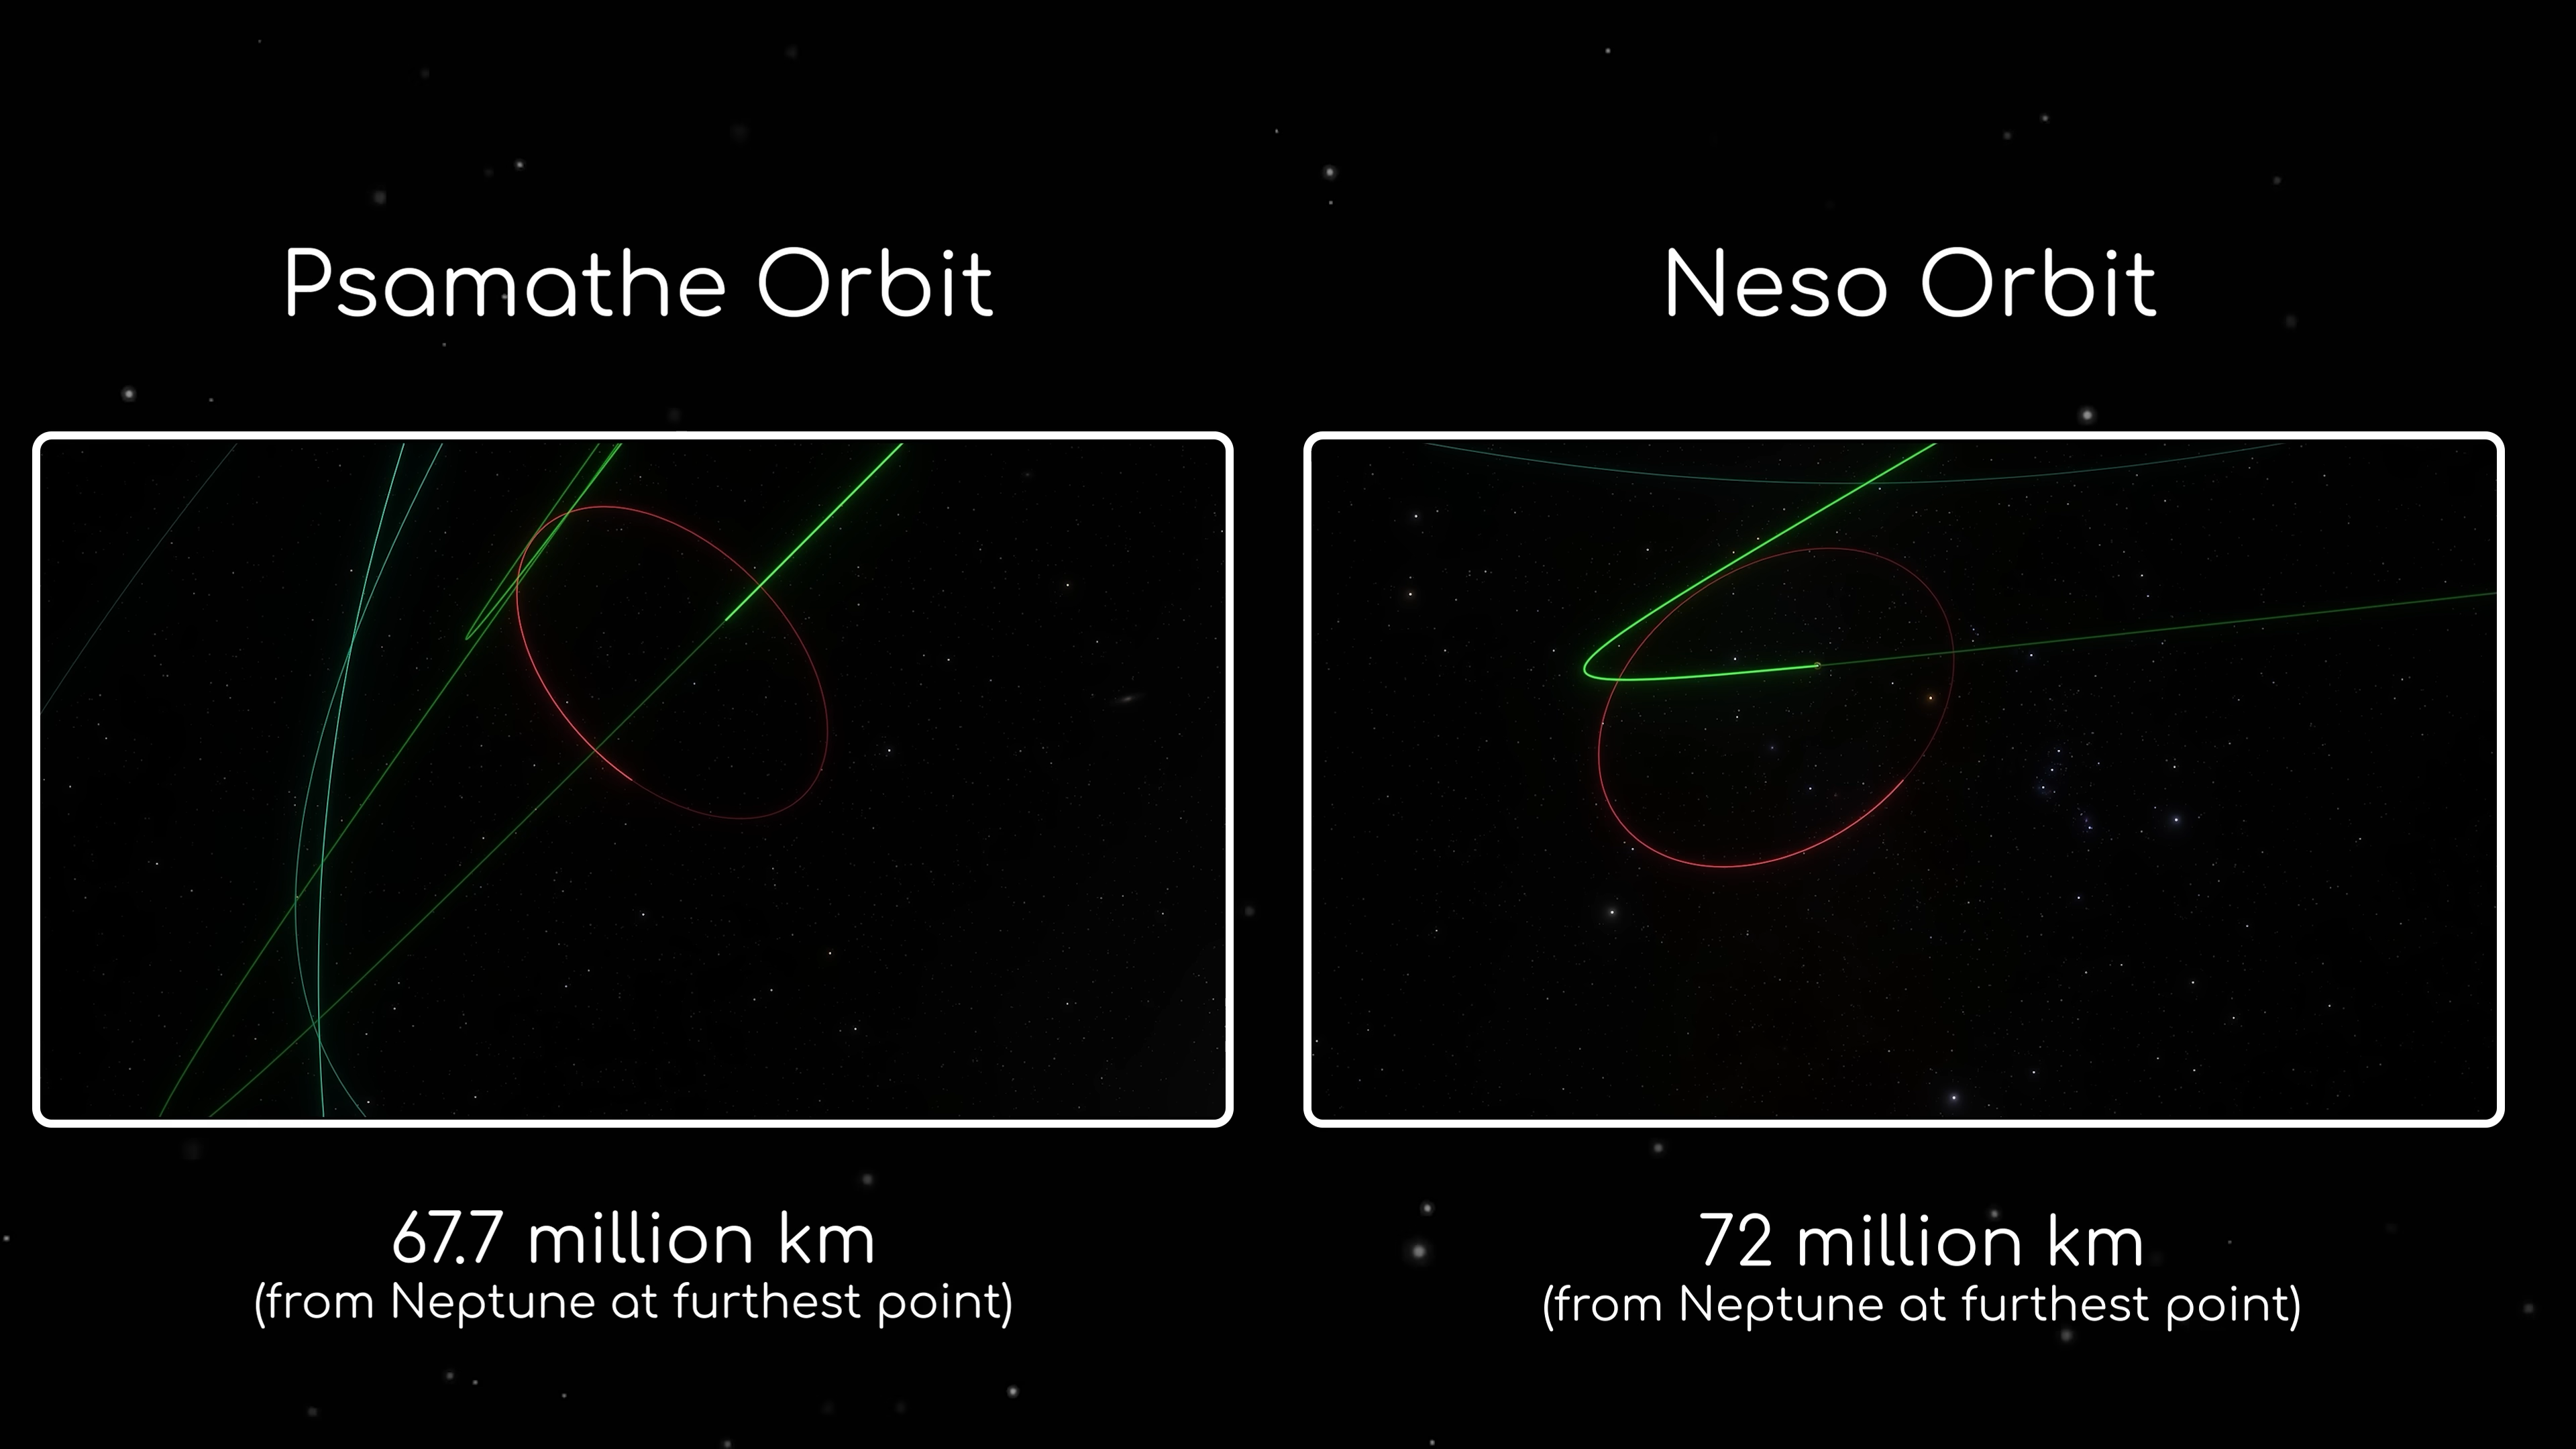 Psamathe Orbit
Neso Orbit
67.7 million km
(from Neptune at furthest point)
72 million km
(from Neptune at furthest point)